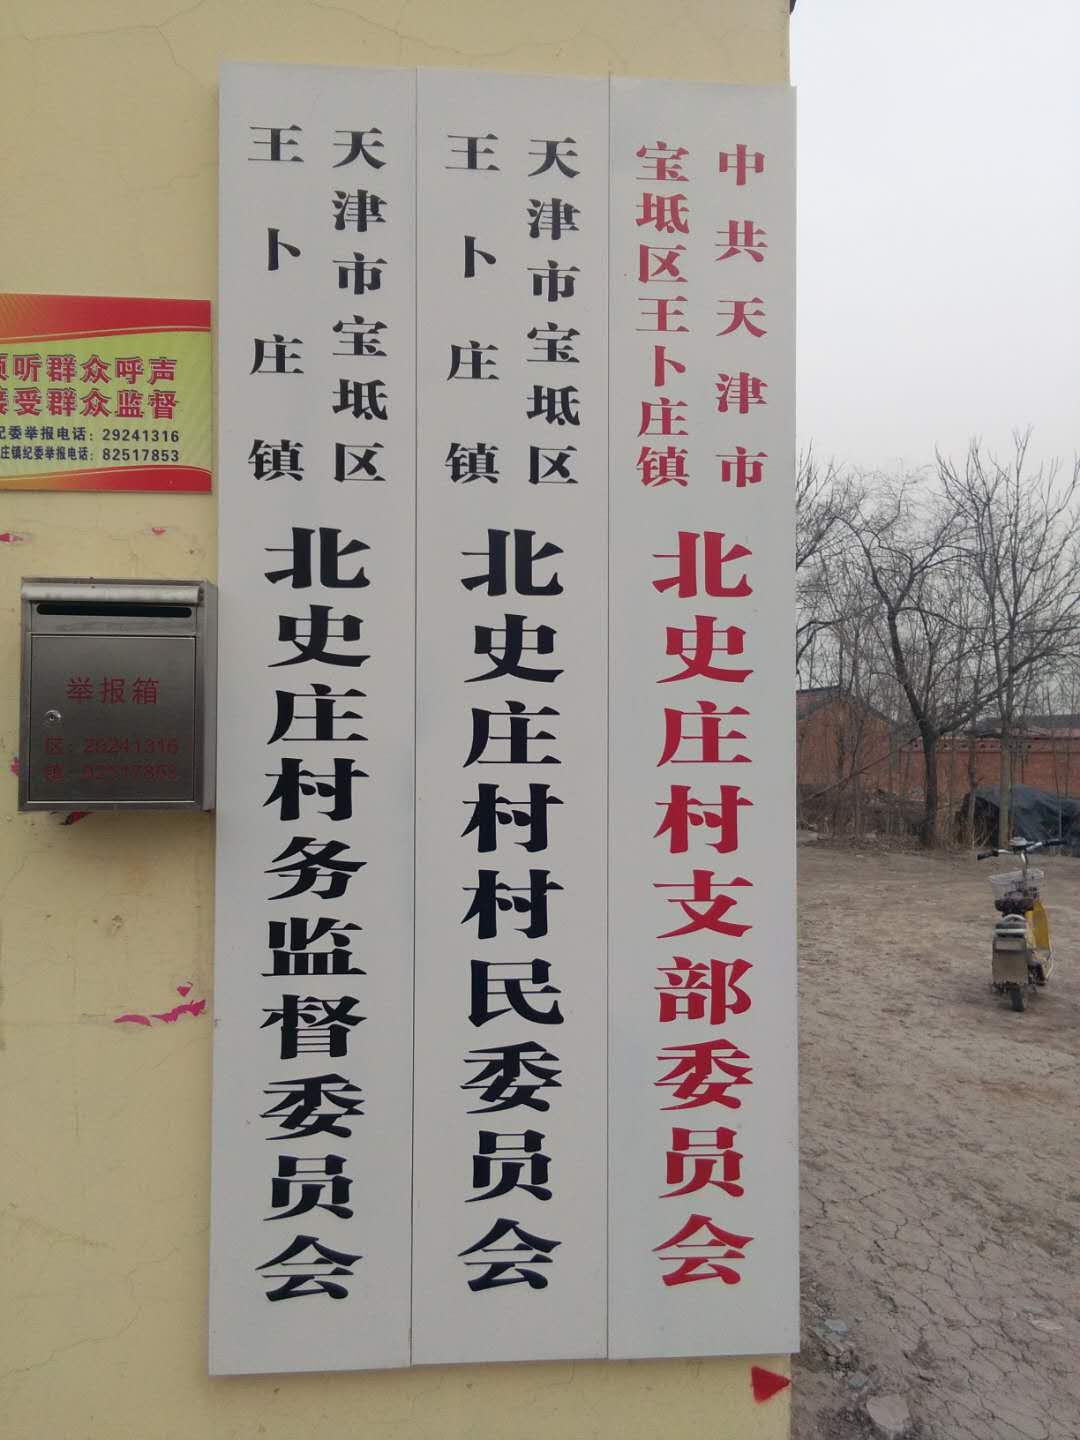 中共天津市
宝坻区王卜庄镇
北史庄村支部委员会
天津市宝坻区
王卜庄镇
北史庄村村民委员会
天津市宝坻区
王卜庄镇
北史庄村务监督委员会
听群众呼声
受群众监督
纪委举报电话：29241316
庄镇纪委举报电话：82517853
举报箱
区：29241316
镇：82517853